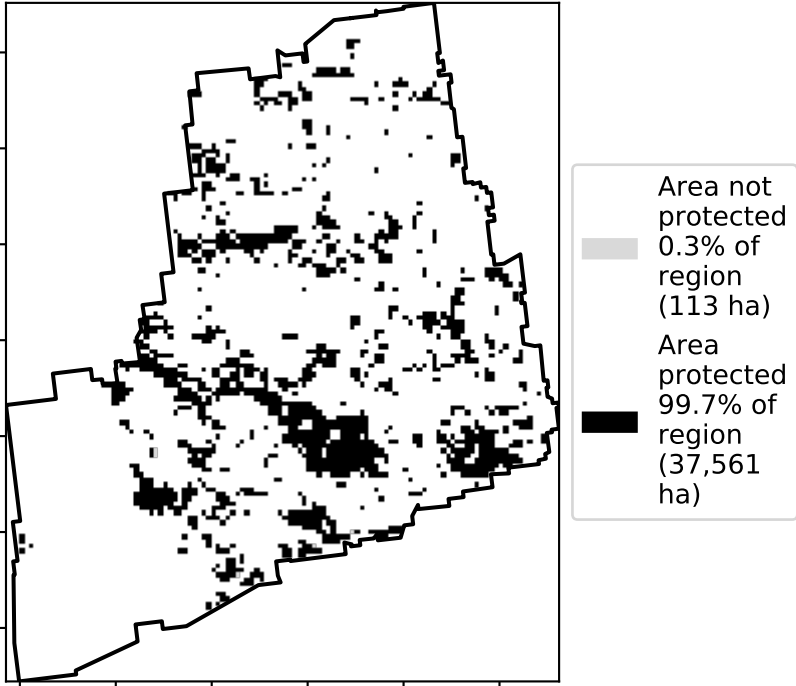 Area not
protected
0.3% of
region
(113 ha)
Area
protected
99.7% of
region
(37,561
ha)